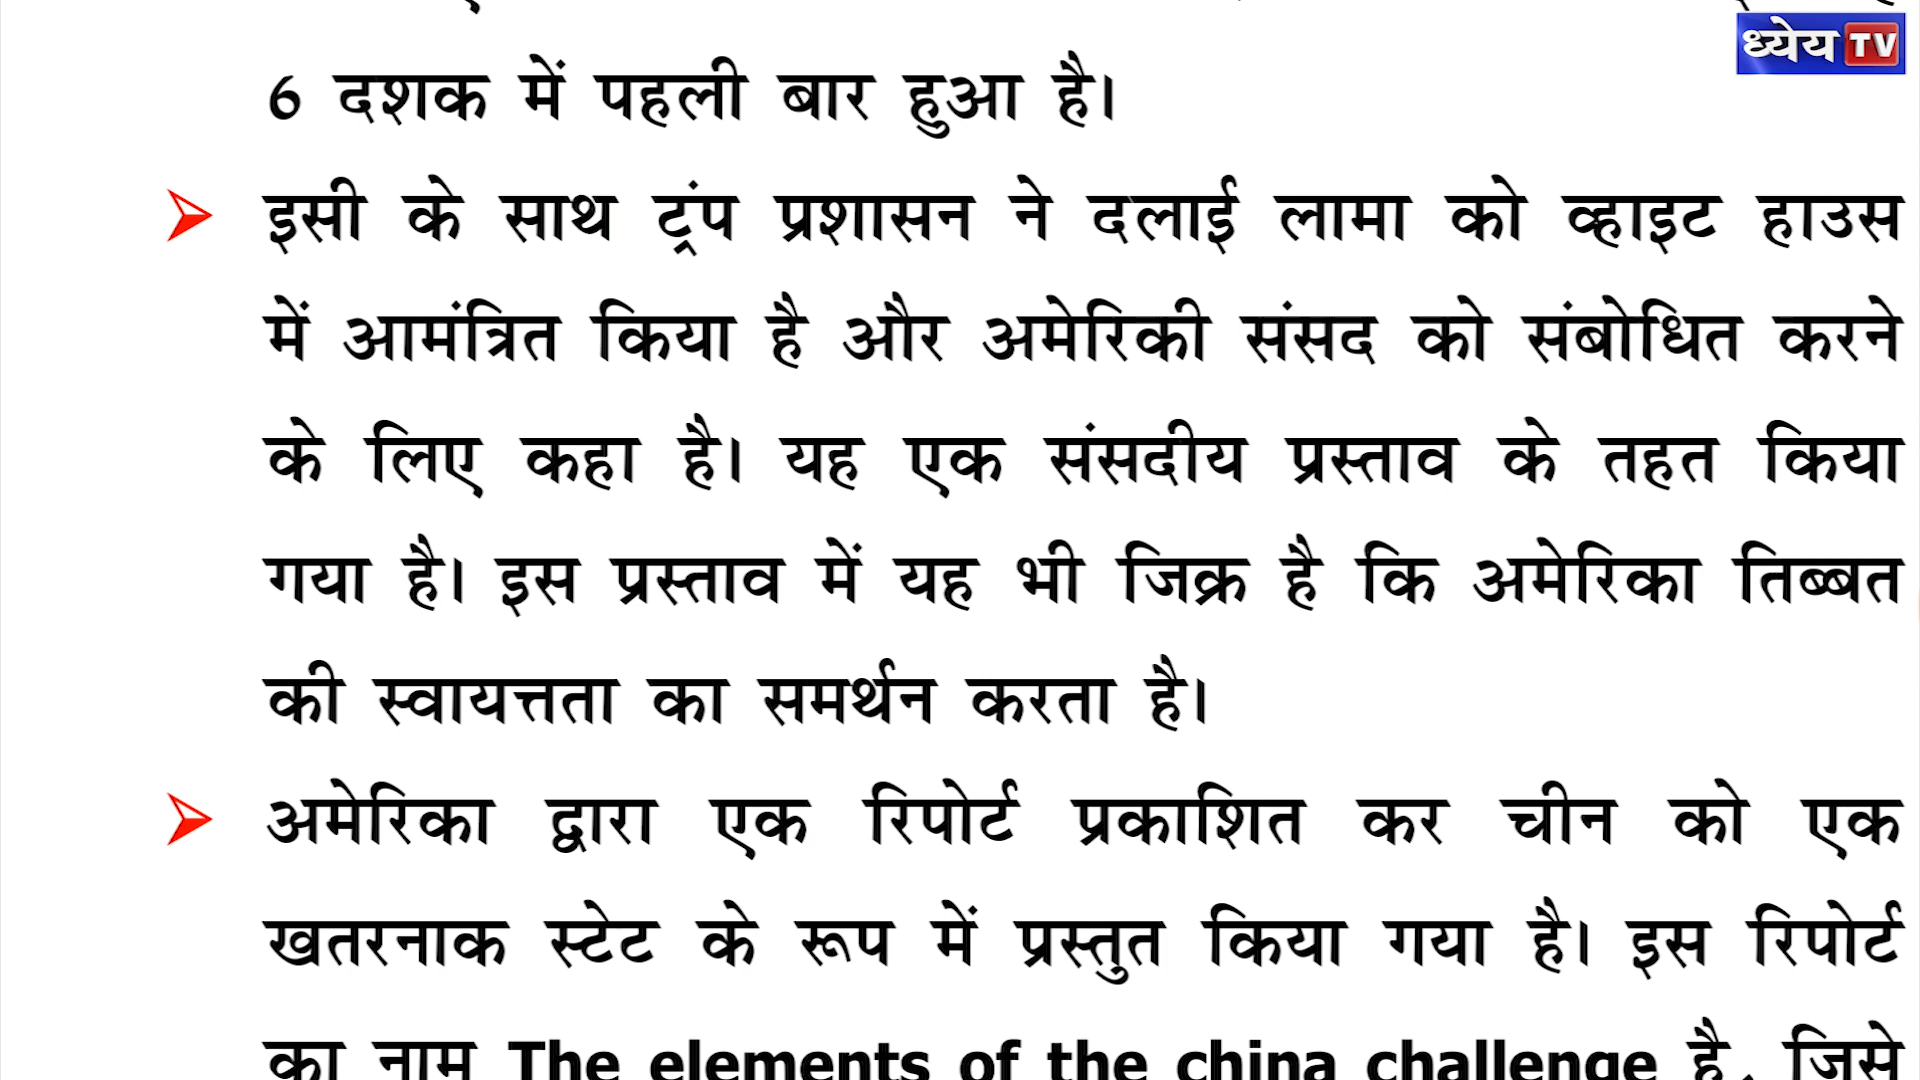 ध्येय TV
6 दशक में पहली बार हुआ है।
इसी के साथ ट्रंप प्रशासन ने दलाई लामा को व्हाइट हाउस
में आमंत्रित किया है और अमेरिकी संसद को संबोधित करने
के लिए कहा है। यह एक संसदीय प्रस्ताव के तहत किया
गया है। इस प्रस्ताव में यह भी जिक्र है कि अमेरिका तिब्बत
की स्वायत्तता का समर्थन करता है।
अमेरिका द्वारा एक रिपोर्ट प्रकाशित कर चीन को एक
खतरनाक स्टेट के रूप में प्रस्तुत किया गया है। इस रिपोर्ट
का नाम The elements of the china challenge है, जिसे